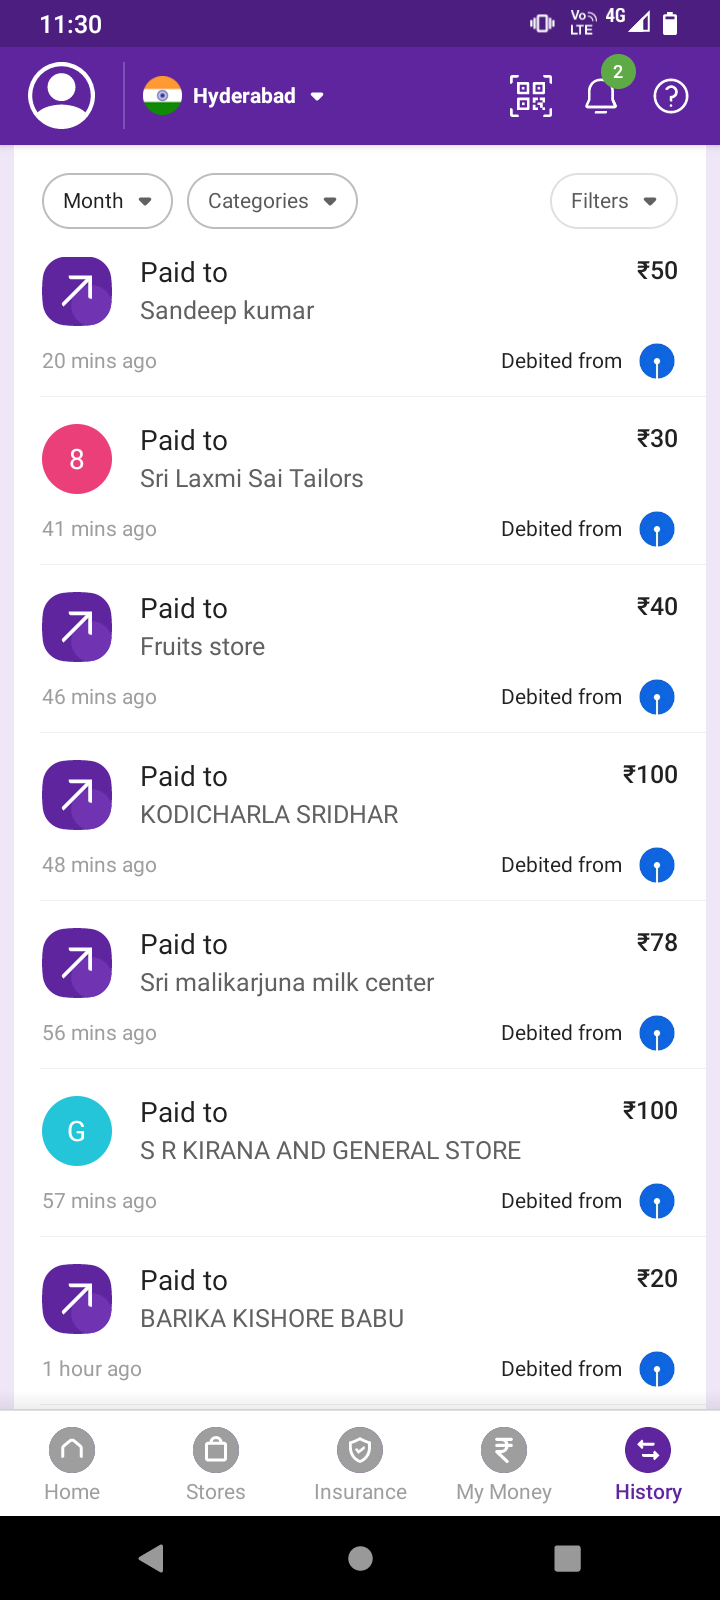 11:30
Vo LTE 4G
Hyderabad
2
?
Month
Categories
Filters
Paid to
₹50
Sandeep kumar
20 mins ago
Debited from
8
Paid to
₹30
Sri Laxmi Sai Tailors
41 mins ago
Debited from
Paid to
₹40
Fruits store
46 mins ago
Debited from
Paid to
₹100
KODICHARLA SRIDHAR
48 mins ago
Debited from
Paid to
₹78
Sri malikarjuna milk center
56 mins ago
Debited from
G
Paid to
₹100
S R KIRANA AND GENERAL STORE
57 mins ago
Debited from
Paid to
₹20
BARIKA KISHORE BABU
1 hour ago
Debited from
₹
Home
Stores
Insurance
My Money
History